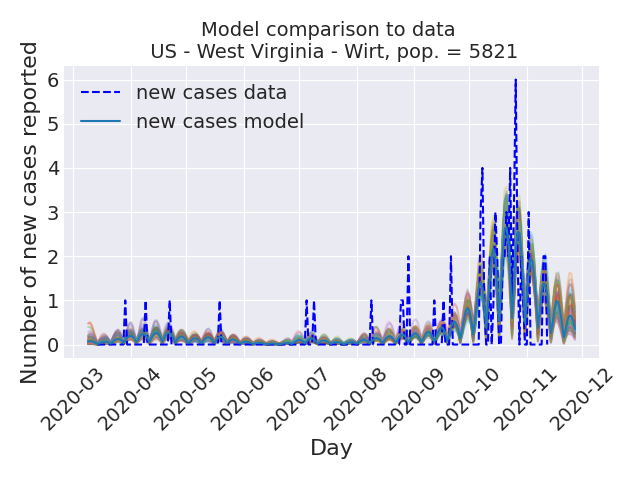 Model comparison to data
US - West Virginia - Wirt, pop. = 5821
Number of new cases reported
6
5
4
3
2
1
0
new cases data
new cases model
2020-03
2020-04
2020-05
2020-06
2020-07
2020-08
2020-09
2020-10
2020-11
2020-12
Day